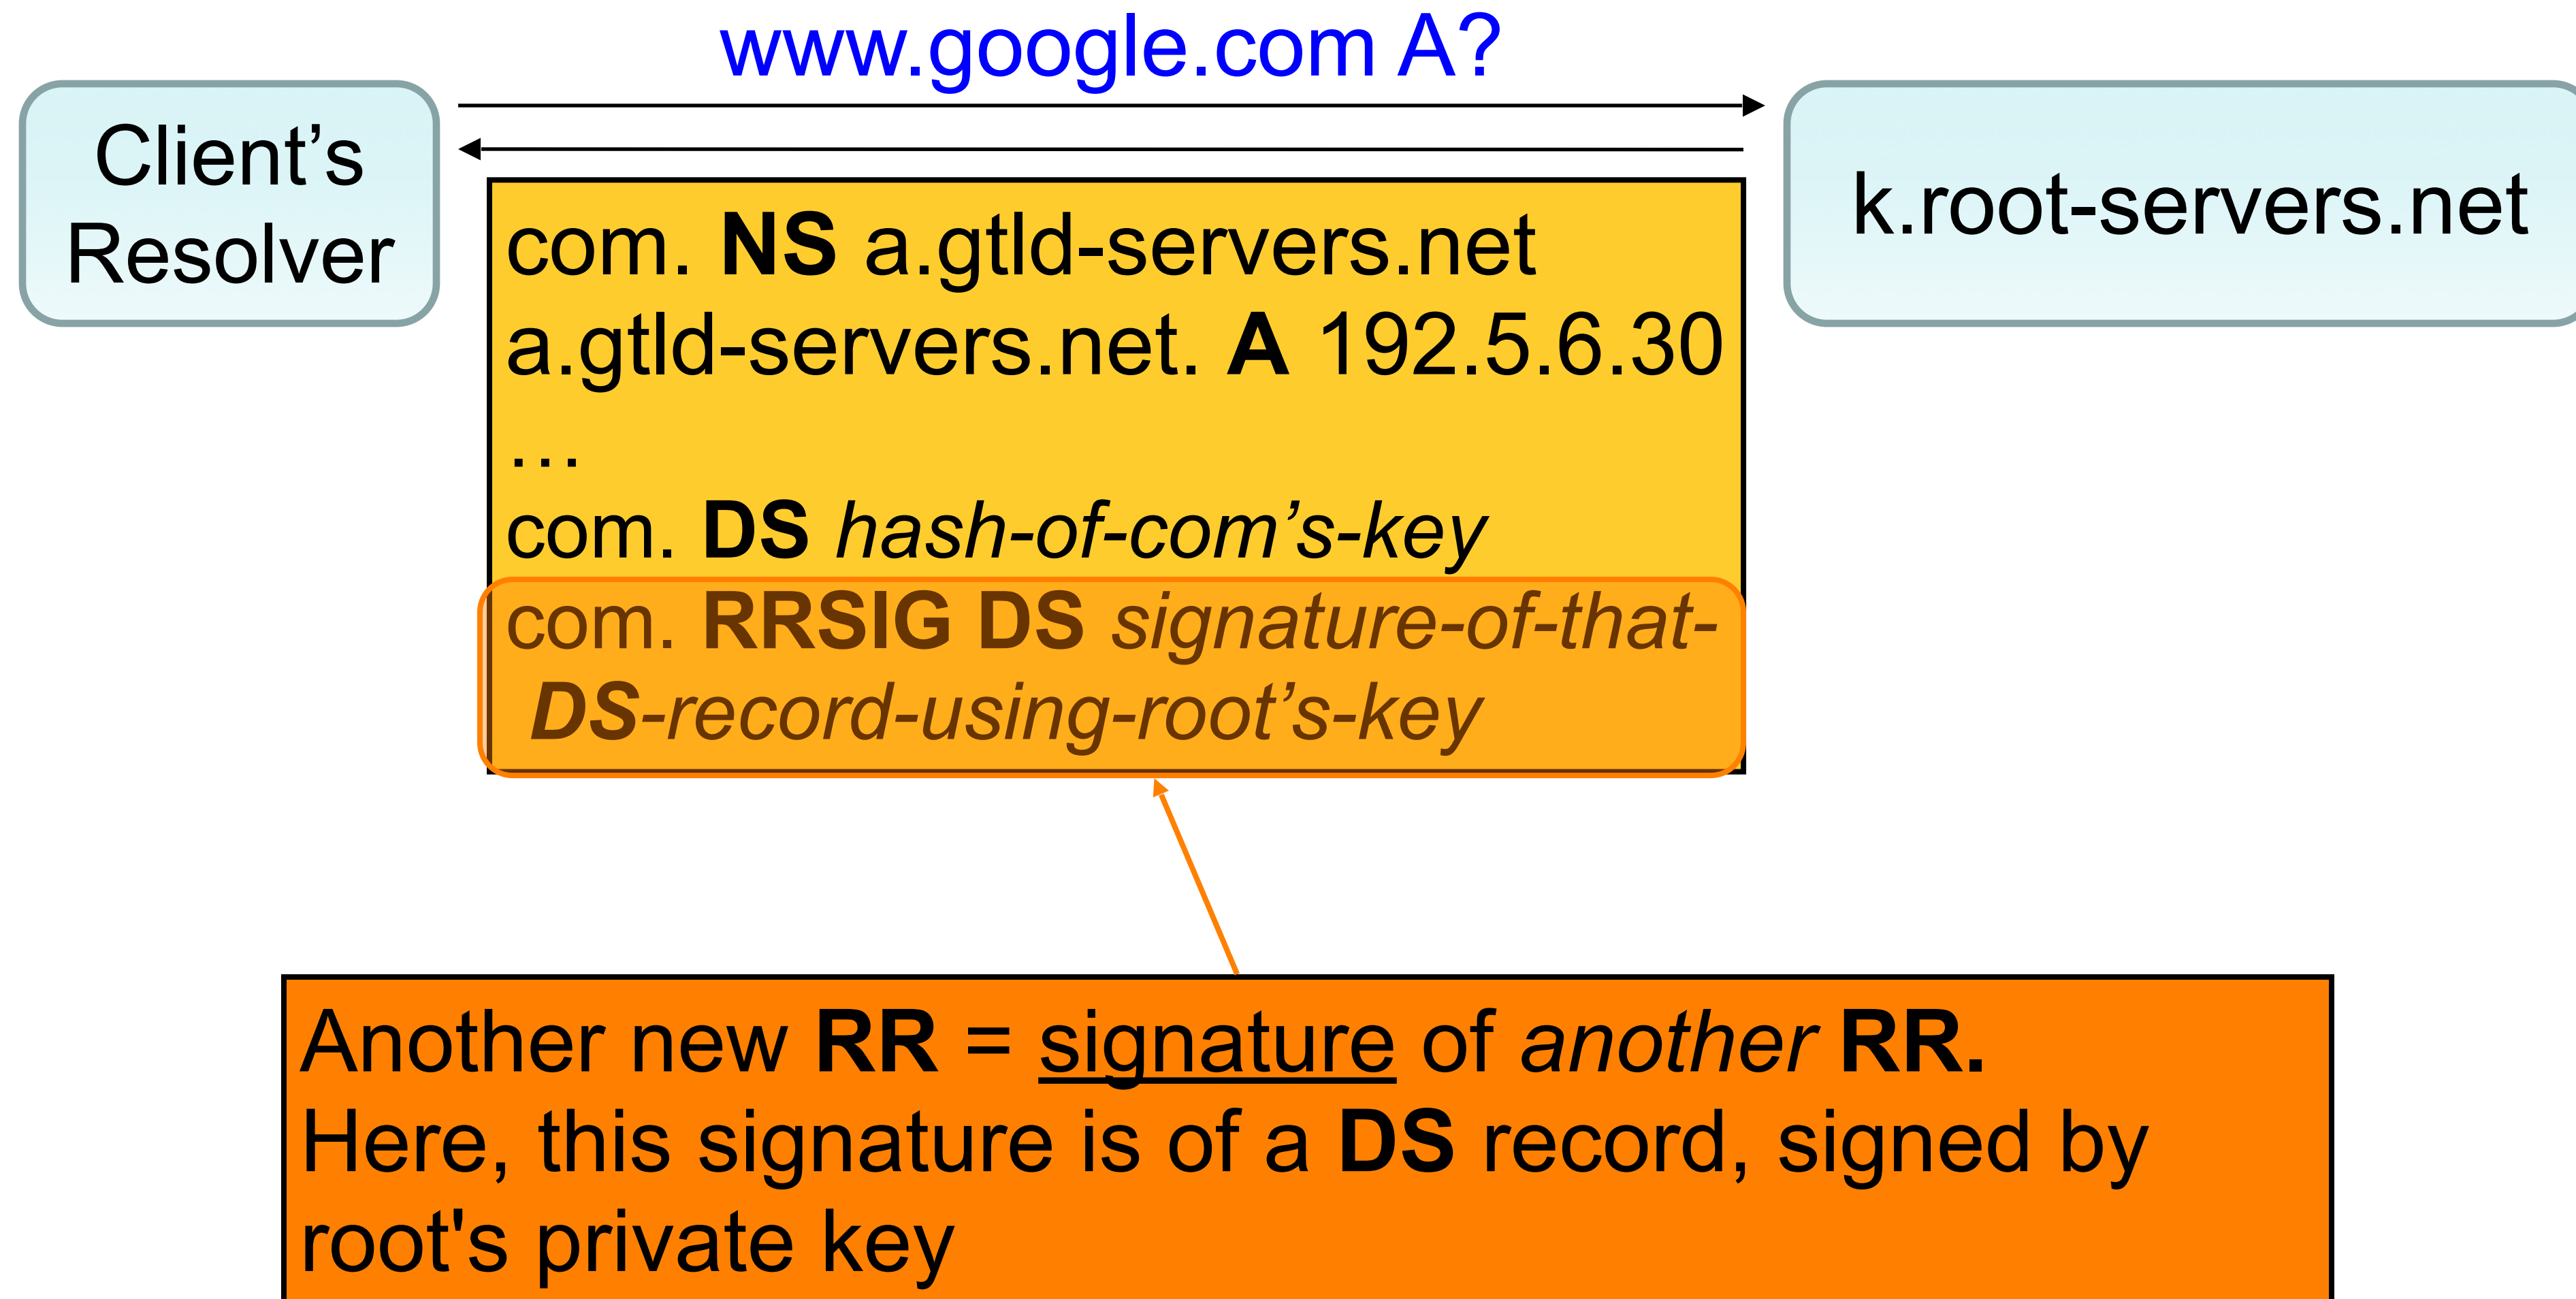 www.google.com A?
Client’s
Resolver
k.root-servers.net
com. NS a.gtld-servers.net
a.gtld-servers.net. A 192.5.6.30
…
com. DS hash-of-com’s-key
com. RRSIG DS signature-of-that-
DS-record-using-root’s-key
Another new RR = signature of another RR.
Here, this signature is of a DS record, signed by
root's private key